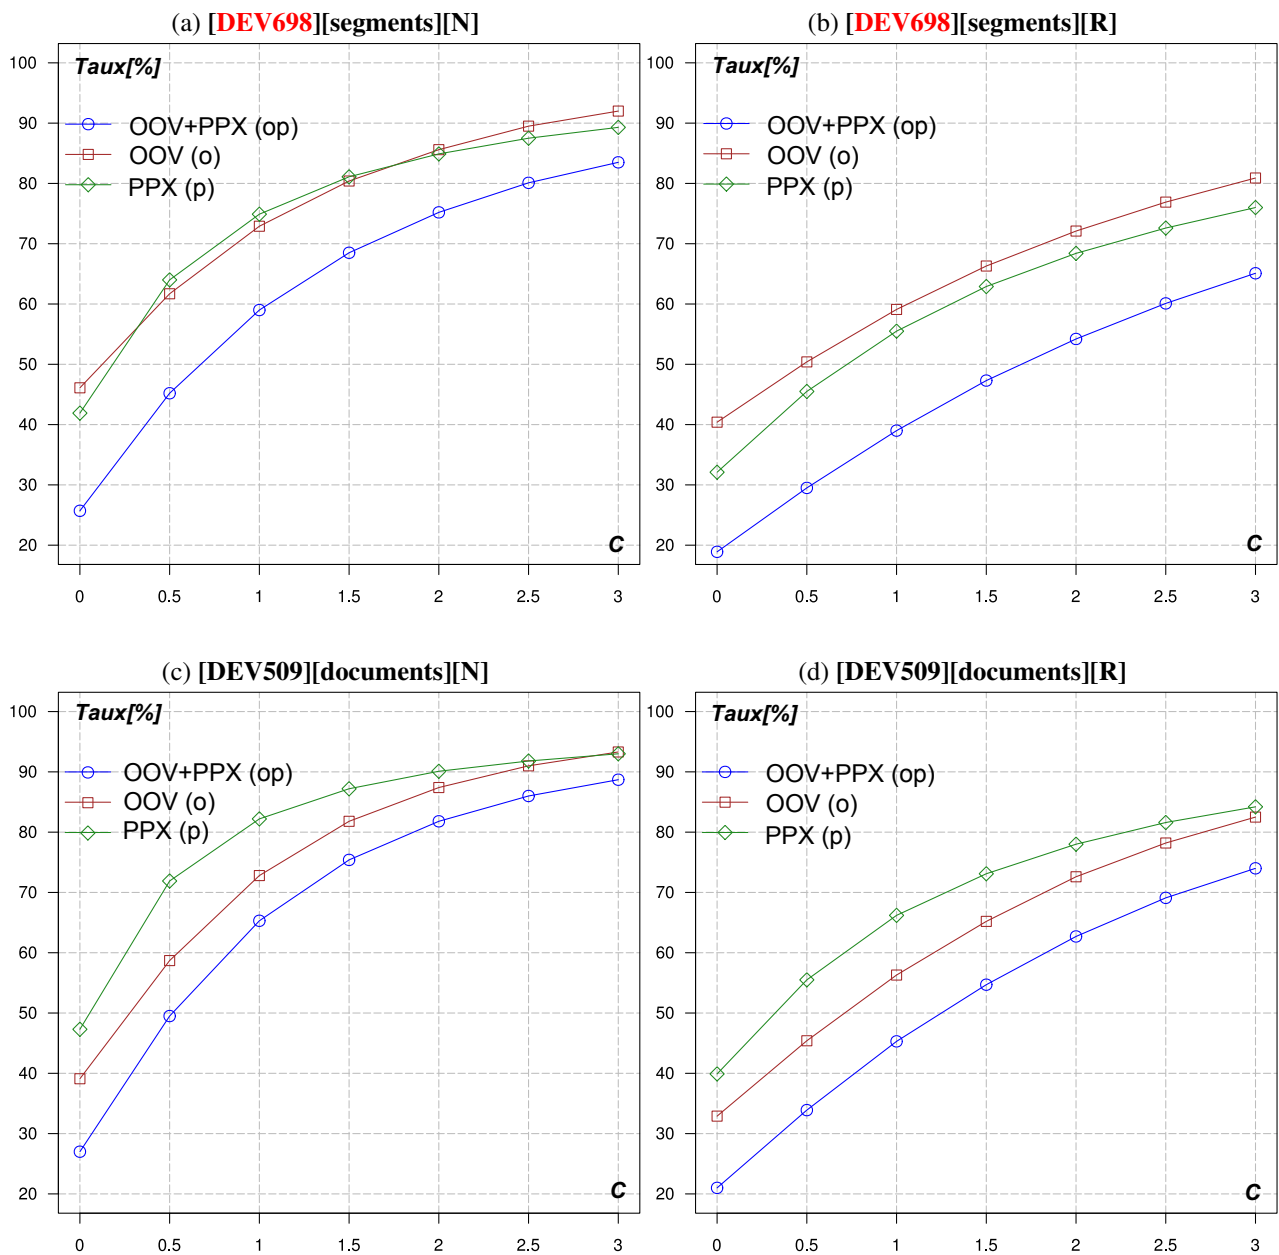 (a) [DEV698][segments][N]
Taux[%]
100
90
80
70
60
50
40
30
20
OOV+PPX (op)
OOV (o)
PPX (p)
C
0 0.5 1 1.5 2 2.5 3
(b) [DEV698][segments][R]
Taux[%]
100
90
80
70
60
50
40
30
20
OOV+PPX (op)
OOV (o)
PPX (p)
C
0 0.5 1 1.5 2 2.5 3
(c) [DEV509][documents][N]
Taux[%]
100
90
80
70
60
50
40
30
20
OOV+PPX (op)
OOV (o)
PPX (p)
C
0 0.5 1 1.5 2 2.5 3
(d) [DEV509][documents][R]
Taux[%]
100
90
80
70
60
50
40
30
20
OOV+PPX (op)
OOV (o)
PPX (p)
C
0 0.5 1 1.5 2 2.5 3